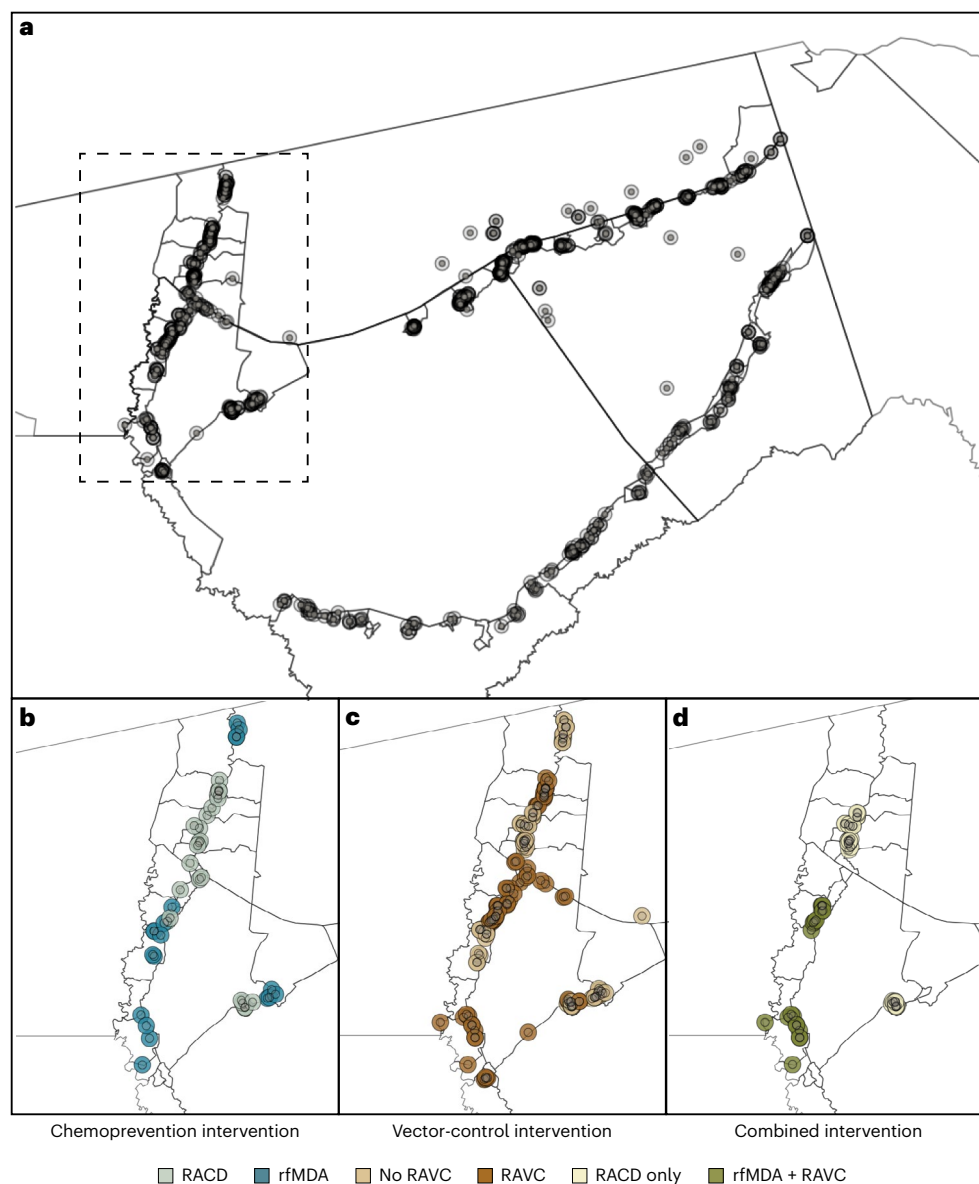 a
b
c
d
Chemoprevention intervention
Vector-control intervention
Combined intervention
RACD
rfMDA
No RAVC
RAVC
RACD only
rfMDA + RAVC